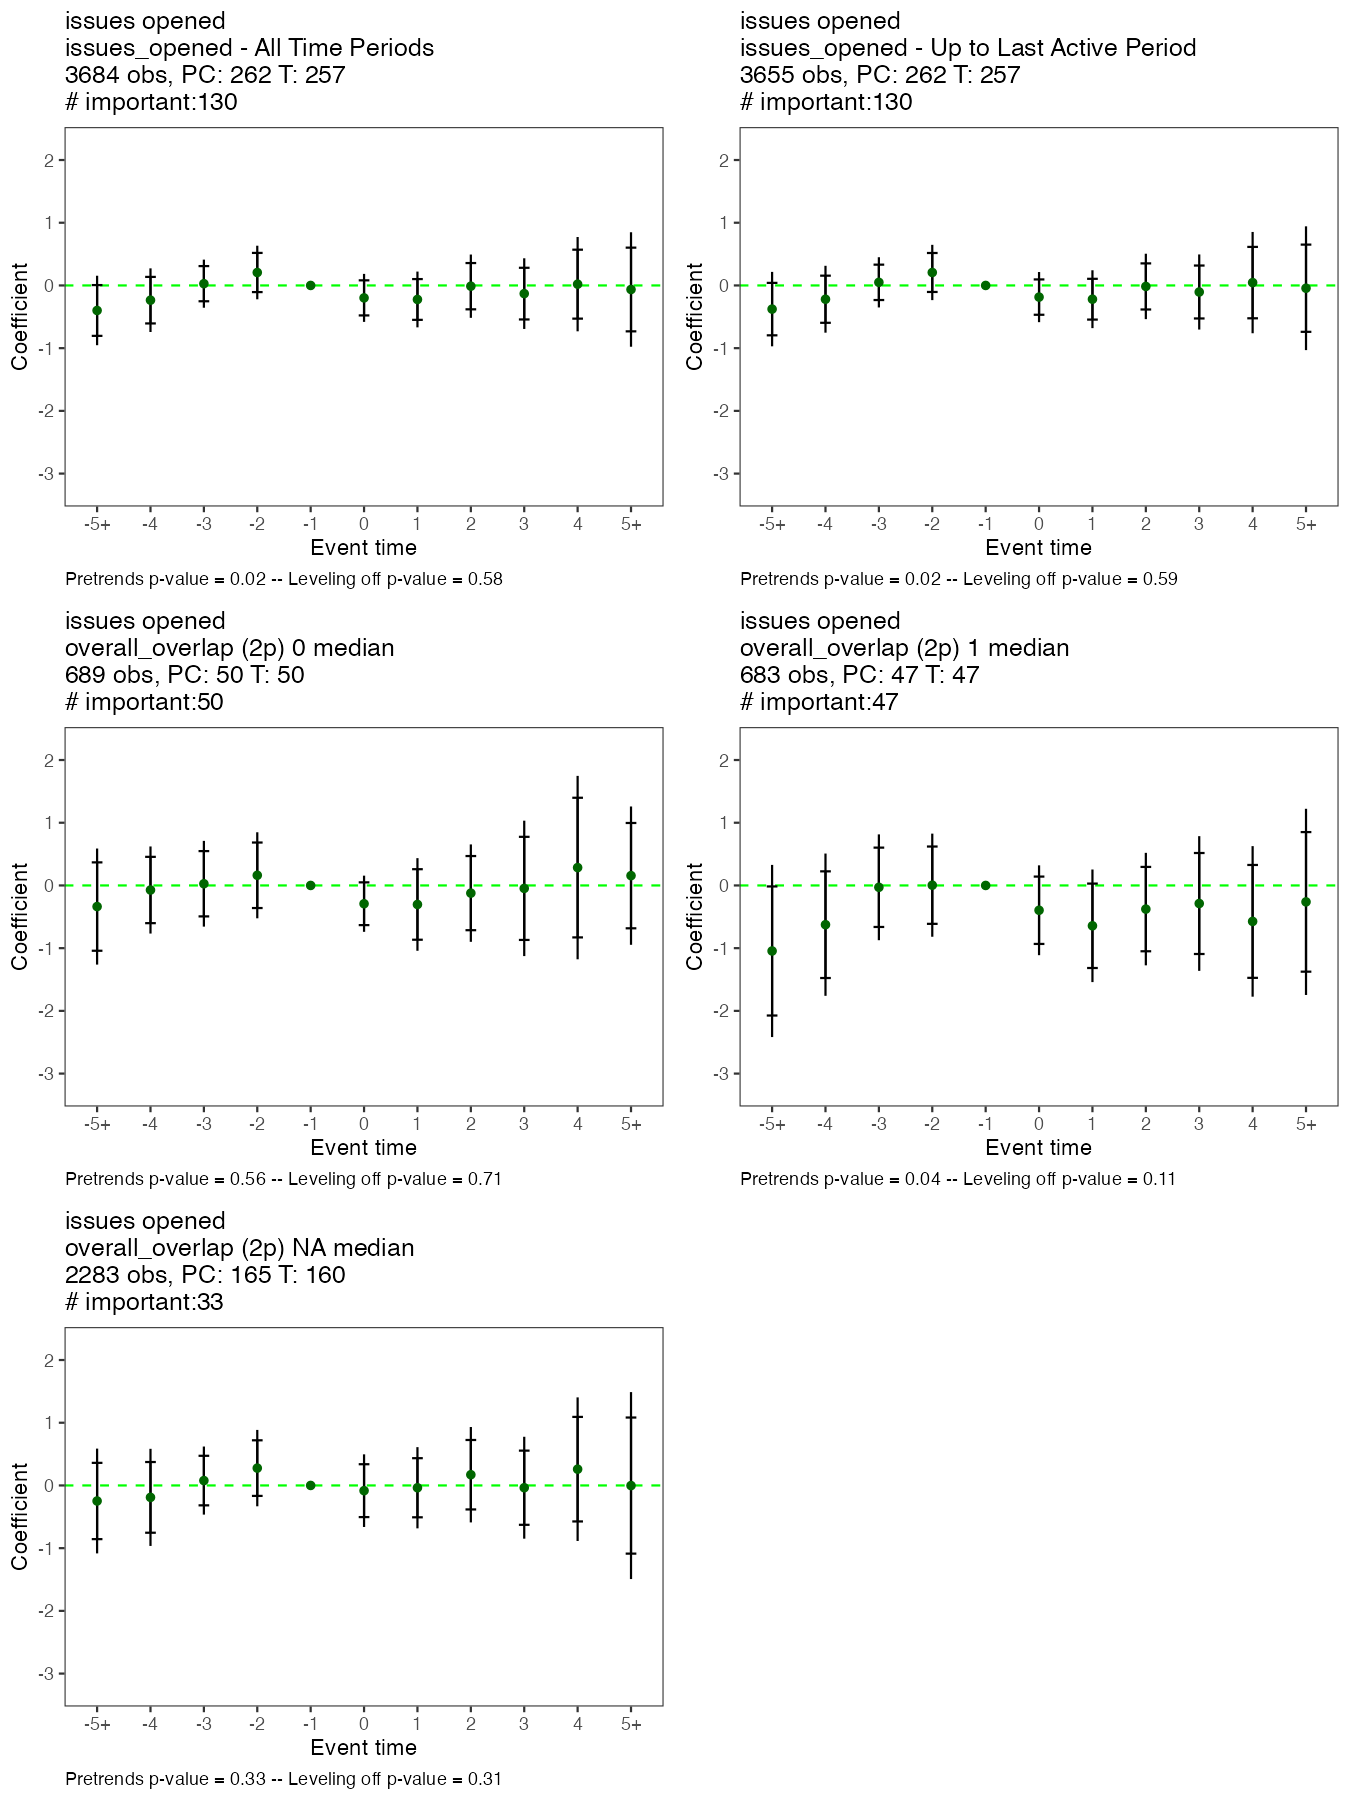 issues opened
issues_opened - All Time Periods
3684 obs, PC: 262 T: 257
# important:130
2
1
0
-1
-2
-3
Coefficient
-5+ -4 -3 -2 -1 0 1 2 3 4 5+
Event time
Pretrends p-value = 0.02 -- Leveling off p-value = 0.58
issues opened
issues_opened - Up to Last Active Period
3655 obs, PC: 262 T: 257
# important:130
2
1
0
-1
-2
-3
Coefficient
-5+ -4 -3 -2 -1 0 1 2 3 4 5+
Event time
Pretrends p-value = 0.02 -- Leveling off p-value = 0.59
issues opened
overall_overlap (2p) 0 median
689 obs, PC: 50 T: 50
# important:50
2
1
0
-1
-2
-3
Coefficient
-5+ -4 -3 -2 -1 0 1 2 3 4 5+
Event time
Pretrends p-value = 0.56 -- Leveling off p-value = 0.71
issues opened
overall_overlap (2p) 1 median
683 obs, PC: 47 T: 47
# important:47
2
1
0
-1
-2
-3
Coefficient
-5+ -4 -3 -2 -1 0 1 2 3 4 5+
Event time
Pretrends p-value = 0.04 -- Leveling off p-value = 0.11
issues opened
overall_overlap (2p) NA median
2283 obs, PC: 165 T: 160
# important:33
2
1
0
-1
-2
-3
Coefficient
-5+ -4 -3 -2 -1 0 1 2 3 4 5+
Event time
Pretrends p-value = 0.33 -- Leveling off p-value = 0.31